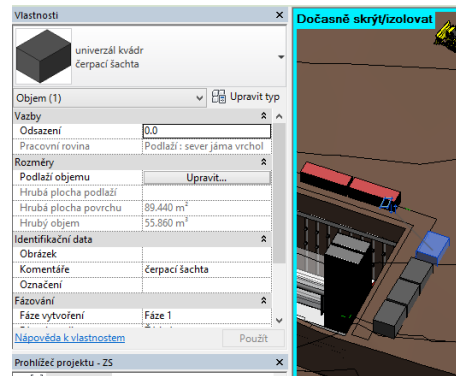 Vlastnosti
univerzál kvádr
čerpací šachta
Objem (1) Upravit typ
Vazby
Odsazení 0.0
Pracovní rovina Podlaží : sever jáma vrchol
Rozměry
Podlaží objemu Upravit...
Hrubá plocha podlaží
Hrubá plocha povrchu 89.440 m²
Hrubý objem 55.860 m³
Identifikační data
Obrázek
Komentáře čerpací šachta
Označení
Fázování
Fáze vytvoření Fáze 1
Nápověda k vlastnostem Použít
Prohlížeč projektu - ZS
Dočasně skrýt/izolovat